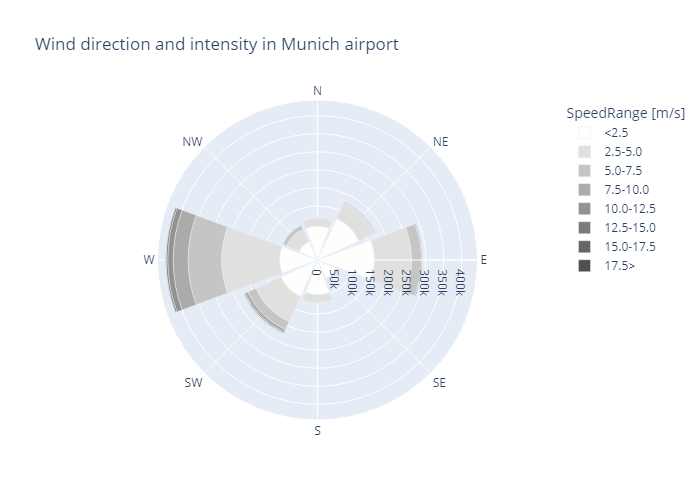 Wind direction and intensity in Munich airport
N
NW
NE
W
E
SW
SE
S
0
50k
100k
150k
200k
250k
300k
350k
400k
SpeedRange [m/s]
<2.5
2.5-5.0
5.0-7.5
7.5-10.0
10.0-12.5
12.5-15.0
15.0-17.5
17.5>